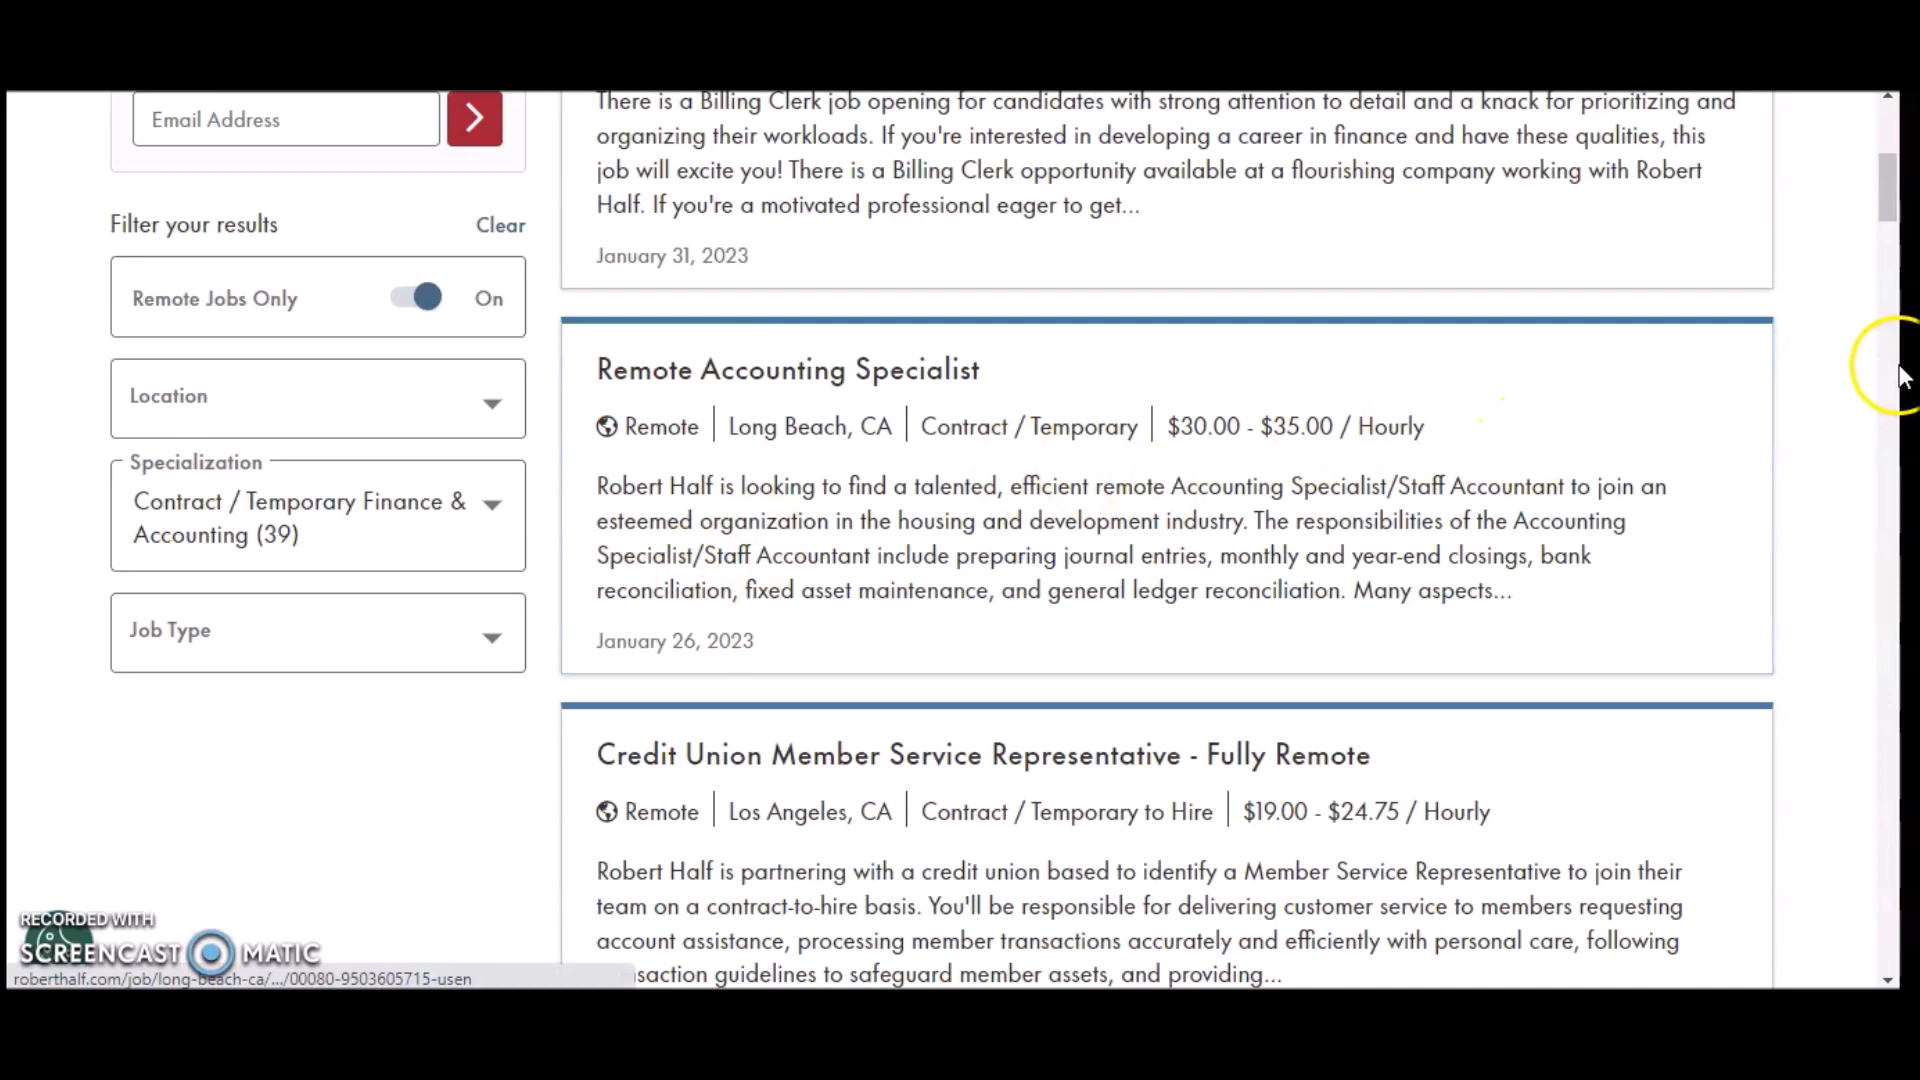 Email Address
Filter your results
Clear
Remote Jobs Only
On
Location
Specialization
Contract / Temporary Finance &
Accounting (39)
Job Type
There is a Billing Clerk job opening for candidates with strong attention to detail and a knack for prioritizing and
organizing their workloads. If you're interested in developing a career in finance and have these qualities, this
job will excite you! There is a Billing Clerk opportunity available at a flourishing company working with Robert
Half. If you're a motivated professional eager to get...
January 31, 2023
Remote Accounting Specialist
Remote | Long Beach, CA | Contract / Temporary | $30.00 - $35.00 / Hourly
Robert Half is looking to find a talented, efficient remote Accounting Specialist/Staff Accountant to join an
esteemed organization in the housing and development industry. The responsibilities of the Accounting
Specialist/Staff Accountant include preparing journal entries, monthly and year-end closings, bank
reconciliation, fixed asset maintenance, and general ledger reconciliation. Many aspects...
January 26, 2023
Credit Union Member Service Representative - Fully Remote
Remote | Los Angeles, CA | Contract / Temporary to Hire | $19.00 - $24.75 / Hourly
Robert Half is partnering with a credit union based to identify a Member Service Representative to join their
team on a contract-to-hire basis. You'll be responsible for delivering customer service to members requesting
account assistance, processing member transactions accurately and efficiently with personal care, following
guidelines to safeguard member assets, and providing...
RECORDED WITH
SCREENCAST MATIC
roberthalf.com/job/long-beach-ca/.../00080-9503605715-usen